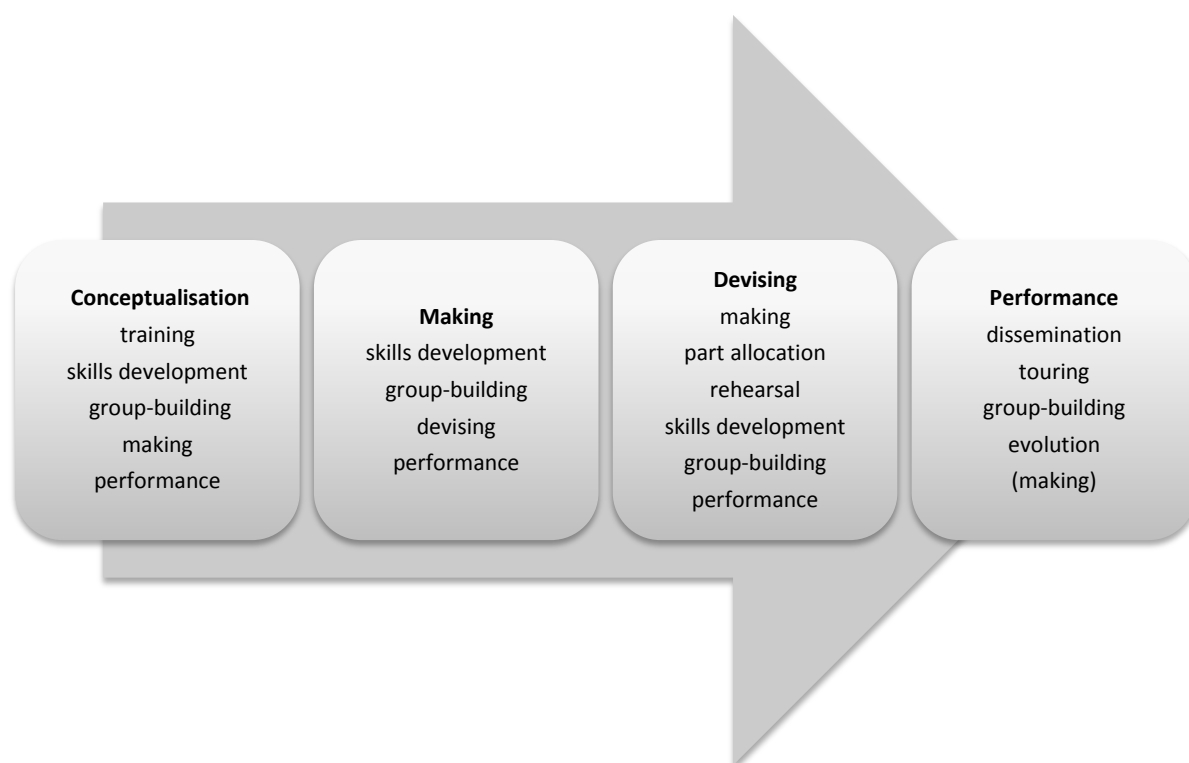 Conceptualisation
training
skills development
group-building
making
performance
Making
skills development
group-building
devising
performance
Devising
making
part allocation
rehearsal
skills development
group-building
performance
Performance
dissemination
touring
group-building
evolution
(making)